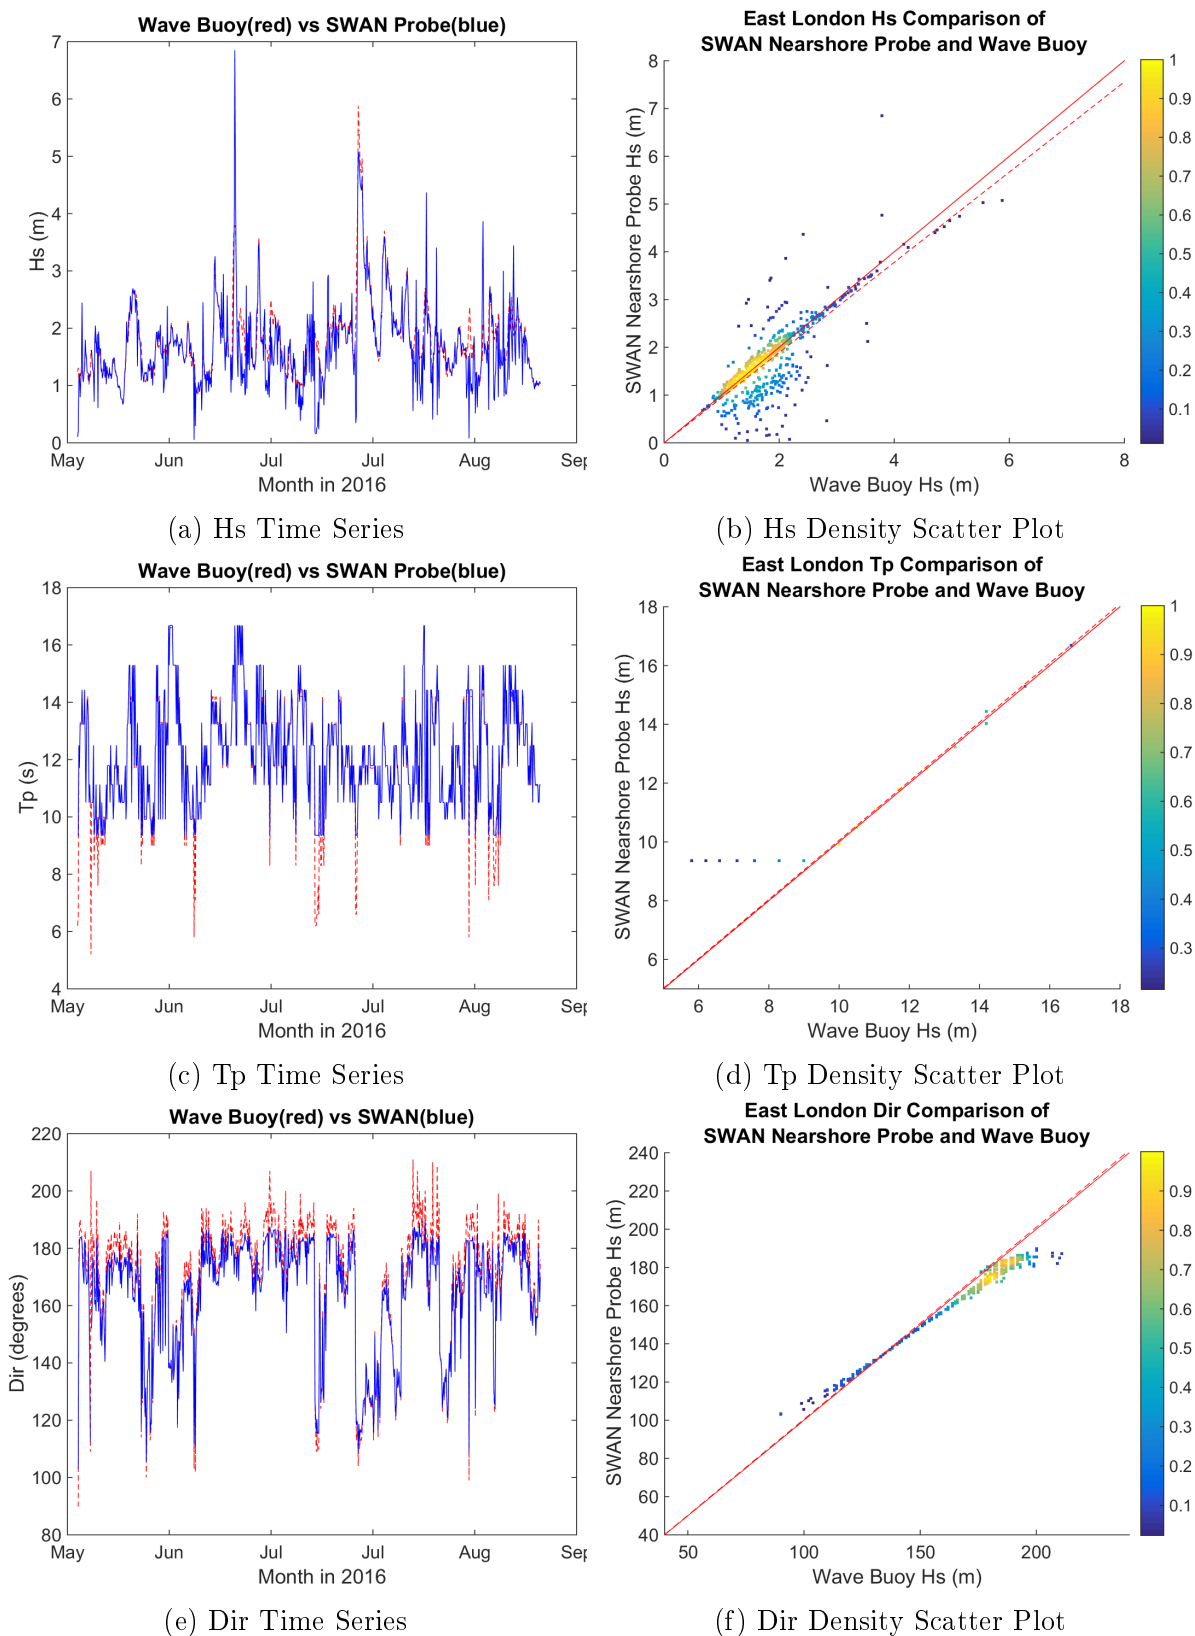 Wave Buoy(red) vs SWAN Probe(blue)
7
6
5
4
3
2
1
0
Hs (m)
May Jun Jul Jul Aug Sep
Month in 2016
(a) Hs Time Series
East London Hs Comparison of
SWAN Nearshore Probe and Wave Buoy
8
7
6
5
4
3
2
1
0
SWAN Nearshore Probe Hs (m)
0 2 4 6 8
Wave Buoy Hs (m)
1
0.9
0.8
0.7
0.6
0.5
0.4
0.3
0.2
0.1
(b) Hs Density Scatter Plot
Wave Buoy(red) vs SWAN Probe(blue)
18
16
14
12
10
8
6
4
Tp (s)
May Jun Jul Jul Aug Sep
Month in 2016
(c) Tp Time Series
East London Tp Comparison of
SWAN Nearshore Probe and Wave Buoy
18
16
14
12
10
8
6
SWAN Nearshore Probe Hs (m)
6 8 10 12 14 16 18
Wave Buoy Hs (m)
1
0.9
0.8
0.7
0.6
0.5
0.4
0.3
(d) Tp Density Scatter Plot
Wave Buoy(red) vs SWAN(blue)
220
200
180
160
140
120
100
80
Dir (degrees)
May Jun Jul Jul Aug Sep
Month in 2016
(e) Dir Time Series
East London Dir Comparison of
SWAN Nearshore Probe and Wave Buoy
240
220
200
180
160
140
120
100
80
60
40
SWAN Nearshore Probe Hs (m)
50 100 150 200
Wave Buoy Hs (m)
0.9
0.8
0.7
0.6
0.5
0.4
0.3
0.2
0.1
(f) Dir Density Scatter Plot